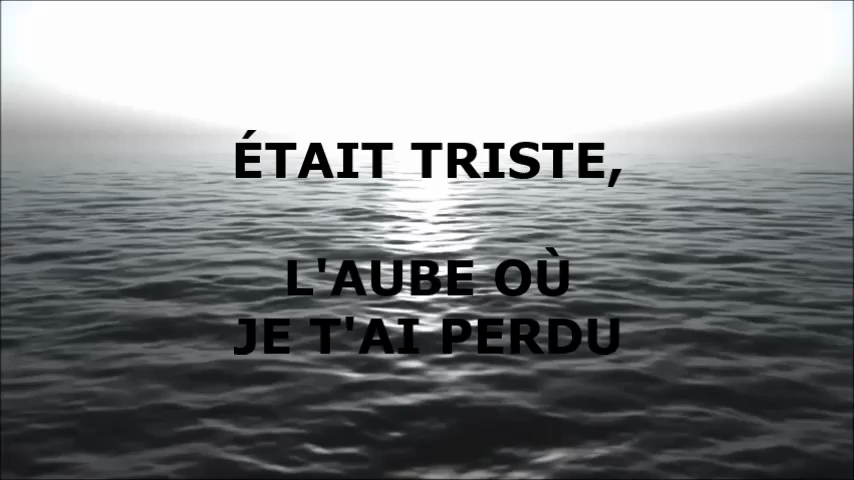 ÉTAIT TRISTE,
L'AUBE OÙ
JE T'AI PERDU